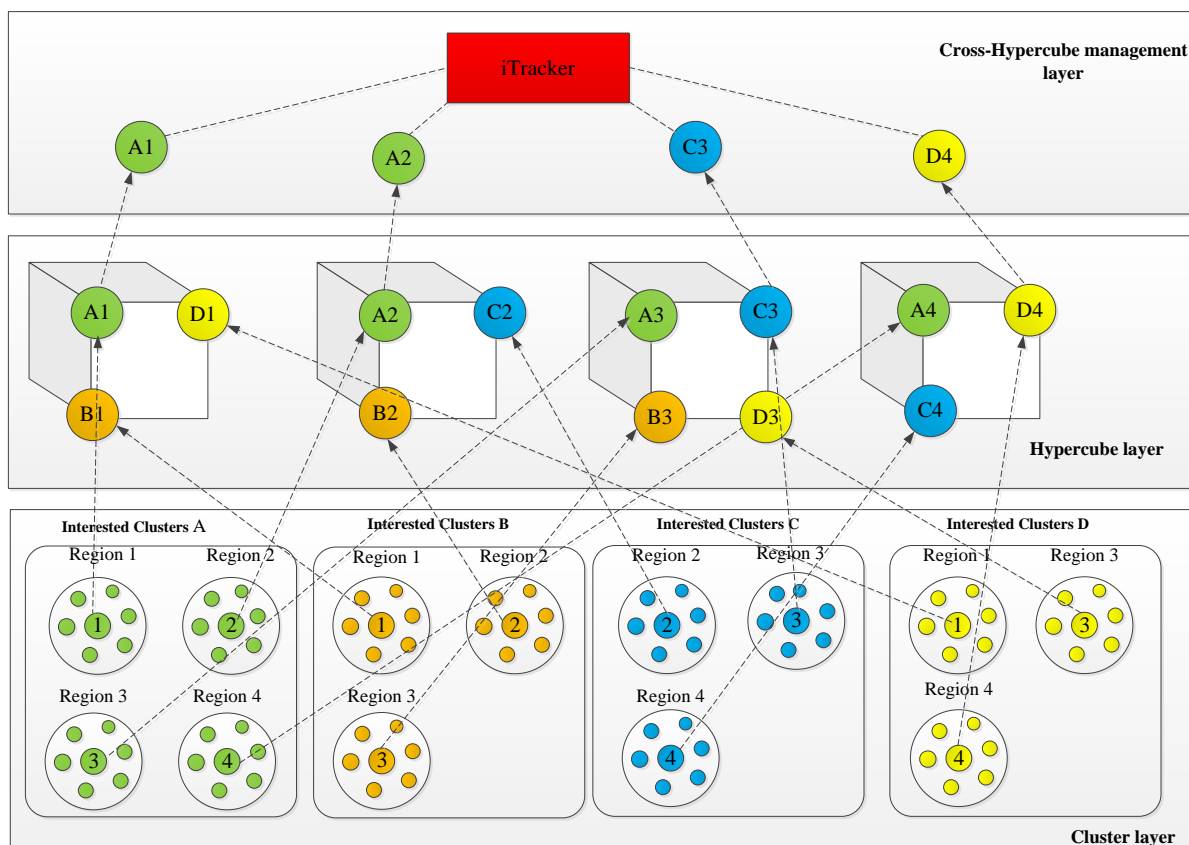 Cross-Hypercube management
layer
iTracker
A1
A2
C3
D4
A1
D1
A2
C2
A3
C3
A4
D4
B1
B2
B3
D3
C4
Hypercube layer
Interested Clusters A
Interested Clusters B
Interested Clusters C
Interested Clusters D
Region 1
Region 2
Region 1
Region 2
Region 2
Region 3
Region 1
Region 3
1
2
1
2
2
3
1
3
Region 3
Region 4
Region 3
Region 4
Region 4
3
4
3
4
4
Cluster layer